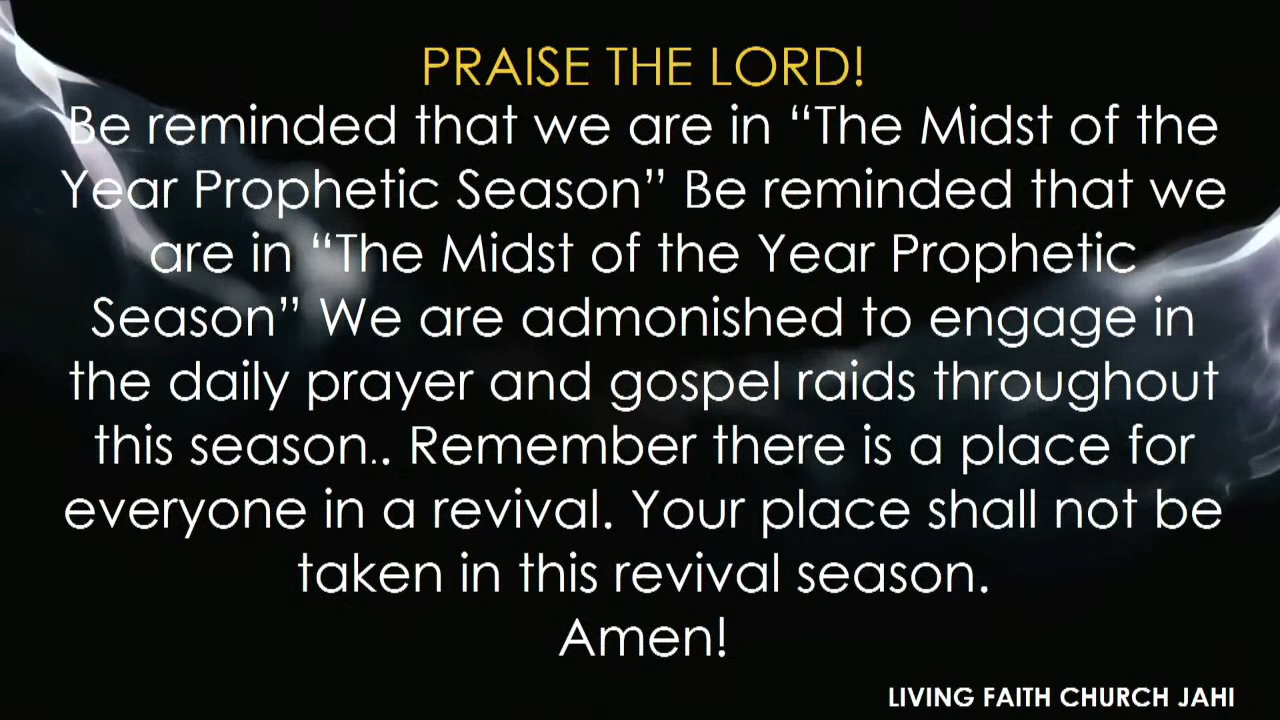 PRAISE THE LORD!
Be reminded that we are in “The Midst of the
Year Prophetic Season” Be reminded that we
are in “The Midst of the Year Prophetic
Season” We are admonished to engage in
the daily prayer and gospel raids throughout
this season.. Remember there is a place for
everyone in a revival. Your place shall not be
taken in this revival season.
Amen!
LIVING FAITH CHURCH JAHI